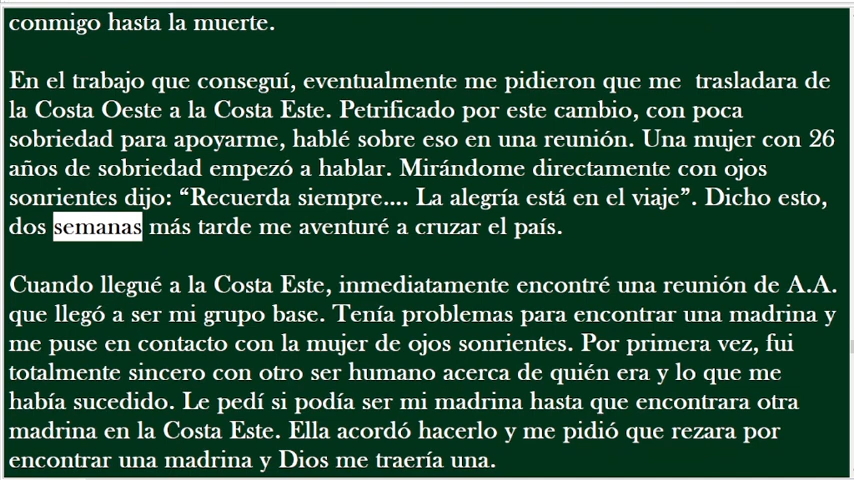 conmigo hasta la muerte.
En el trabajo que conseguí, eventualmente me pidieron que me  trasladara de
la Costa Oeste a la Costa Este. Petrificado por este cambio, con poca
sobriedad para apoyarme, hablé sobre eso en una reunión. Una mujer con 26
años de sobriedad empezó a hablar. Mirándome directamente con ojos
sonrientes dijo: “Recuerda siempre.... La alegría está en el viaje”. Dicho esto,
dos semanas más tarde me aventuré a cruzar el país.
Cuando llegué a la Costa Este, inmediatamente encontré una reunión de A.A.
que llegó a ser mi grupo base. Tenía problemas para encontrar una madrina y
me puse en contacto con la mujer de ojos sonrientes. Por primera vez, fui
totalmente sincero con otro ser humano acerca de quién era y lo que me
había sucedido. Le pedí si podía ser mi madrina hasta que encontrara otra
madrina en la Costa Este. Ella acordó hacerlo y me pidió que rezara por
encontrar una madrina y Dios me traería una.